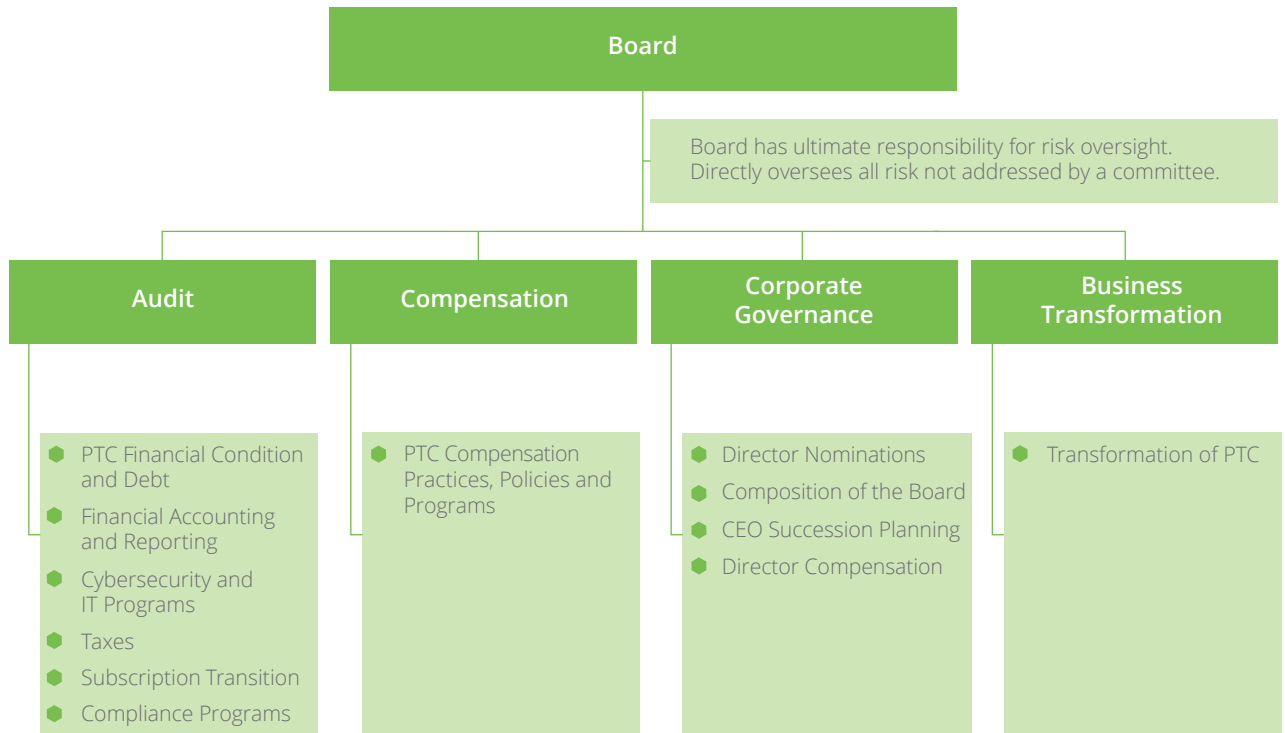 Board
Board has ultimate responsibility for risk oversight.
Directly oversees all risk not addressed by a committee.
Audit
Compensation
Corporate
Governance
Business
Transformation
PTC Financial Condition
and Debt
Financial Accounting
and Reporting
Cybersecurity and
IT Programs
Taxes
Subscription Transition
Compliance Programs
PTC Compensation
Practices, Policies and
Programs
Director Nominations
Composition of the Board
CEO Succession Planning
Director Compensation
Transformation of PTC